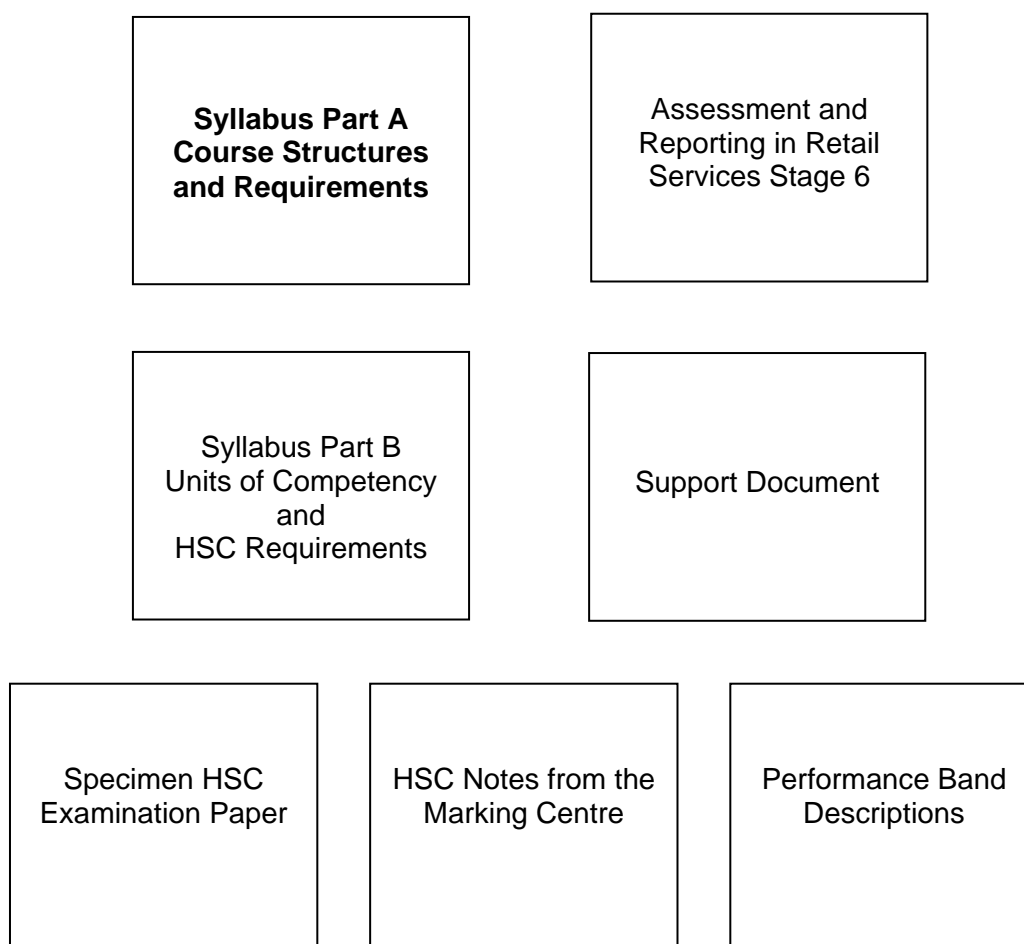 Syllabus Part A
Course Structures
and Requirements
Assessment and
Reporting in Retail
Services Stage 6
Syllabus Part B
Units of Competency
and
HSC Requirements
Support Document
Specimen HSC
Examination Paper
HSC Notes from the
Marking Centre
Performance Band
Descriptions